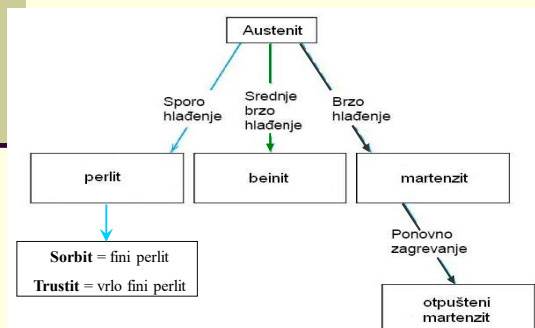 Austenit
Sporo
hlađenje
Srednje
brzo
hlađenje
Brzo
hlađenje
perlit
beinit
martenzit
Sorbit = fini perlit
Trustit = vrlo fini perlit
Ponovno
zagrevanje
otpušteni
martenzit